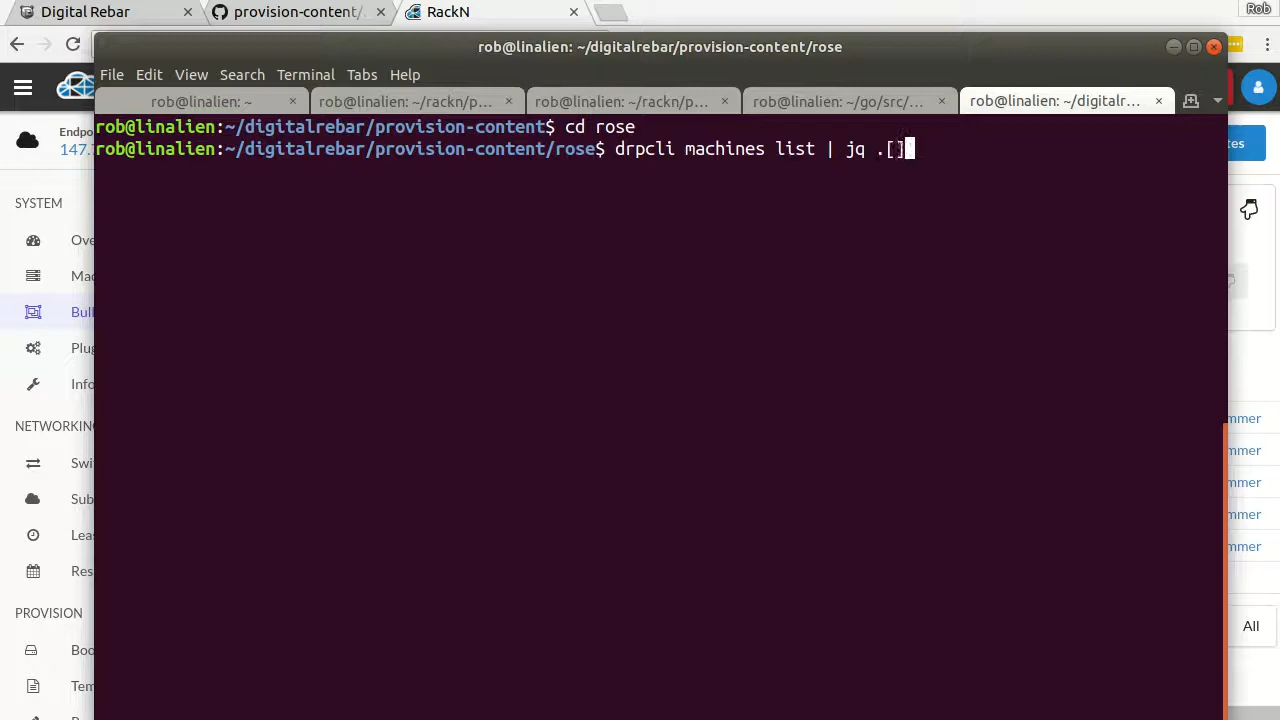 Digital Rebar
provision-content/
RackN
Rob
rob@linalien: ~/digitalrebar/provision-content/rose
File Edit View Search Terminal Tabs Help
rob@linalien: ~
rob@linalien: ~/rackn/p...
rob@linalien: ~/rackn/p...
rob@linalien: ~/go/src/...
rob@linalien: ~/digitalr...
rob@linalien:~/digitalrebar/provision-content$ cd rose
rob@linalien:~/digitalrebar/provision-content/rose$ drpcli machines list | jq .[]
Endpo
147.
tes
SYSTEM
Ove
Mac
Bulk
Plug
Info
NETWORKING
Swi
Sub
Leas
Res
PROVISION
Boo
Tem
mmer
mmer
mmer
mmer
mmer
All